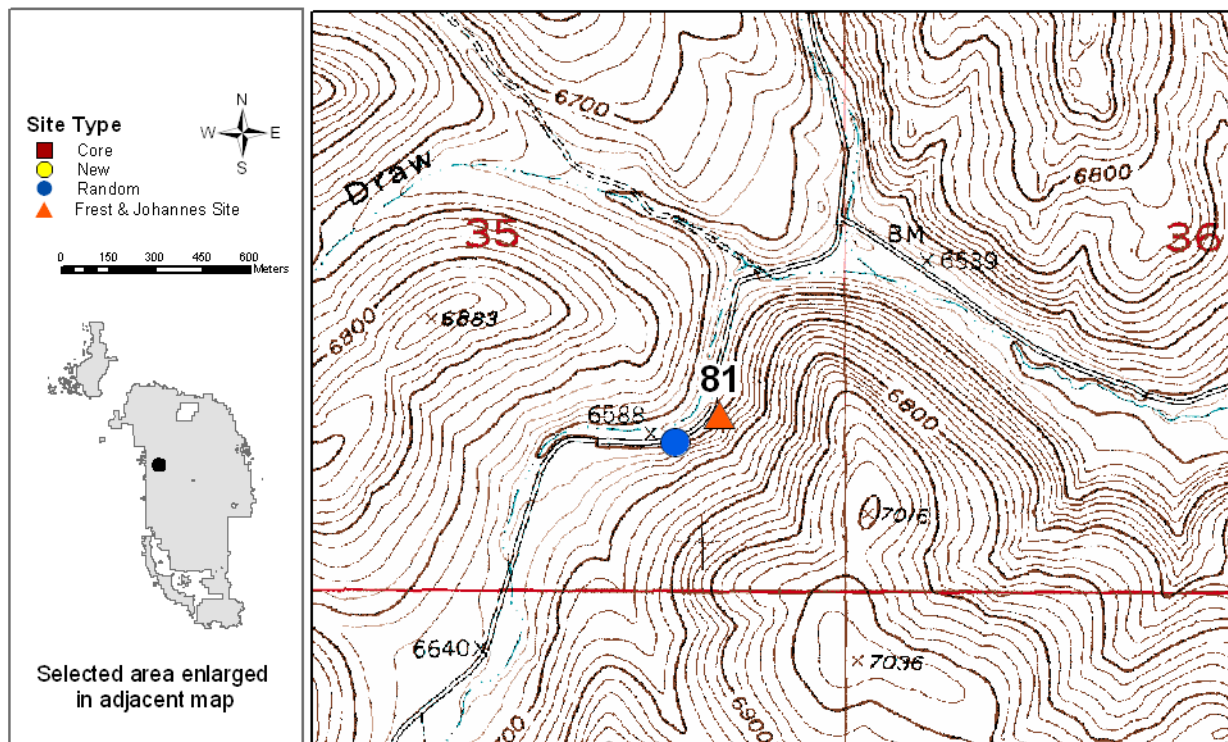 N
W E
S
Site Type
Core
New
Random
Frest & Johannes Site
0 150 300 450 600
Meters
Selected area enlarged
in adjacent map
6700
Draw
6800
35
BM
36
×6539
6800
×6883
81
6588
×
6800
×7016
6640×
×7036
6900
6700